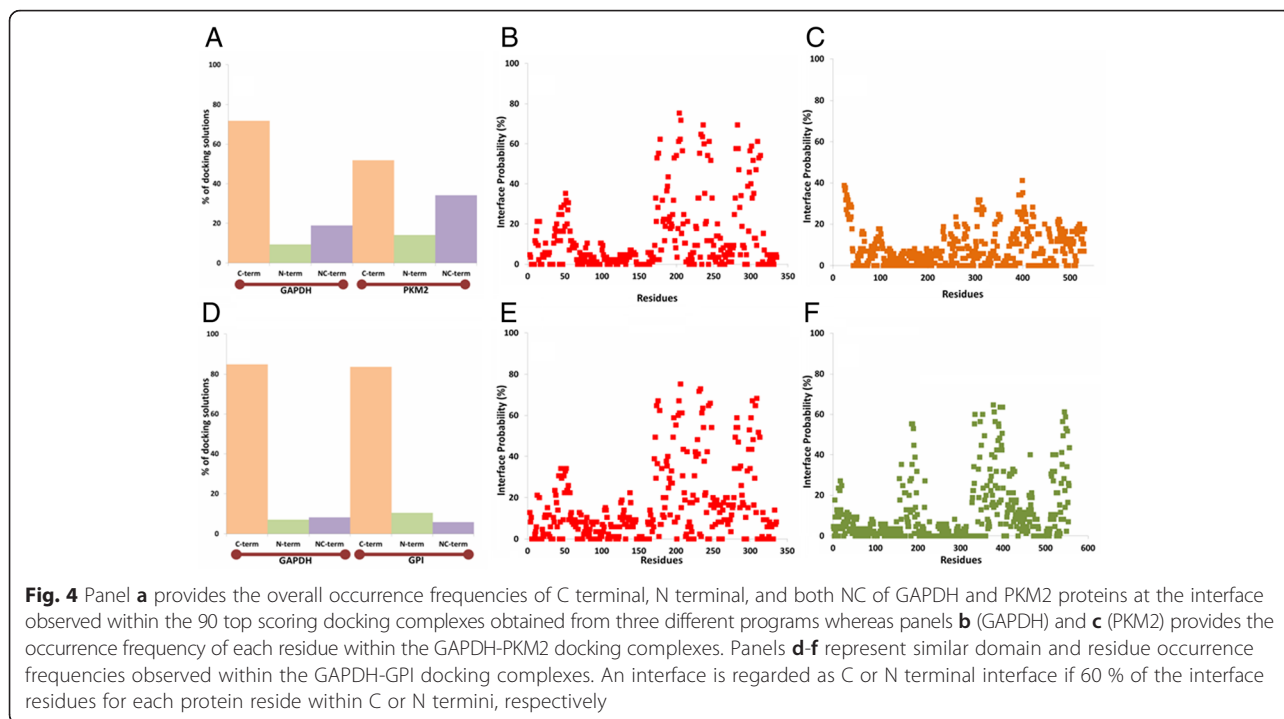 A
% of docking solutions
100
80
60
40
20
0
C-term N-term NC-term C-term N-term NC-term
GAPDH PKM2
B
Interface Probability (%)
100
80
60
40
20
0
0 50 100 150 200 250 300 350
Residues
C
Interface Probability (%)
100
80
60
40
20
0
0 100 200 300 400 500
Residues
D
% of docking solutions
100
80
60
40
20
0
C-term N-term NC-term C-term N-term NC-term
GAPDH GPI
E
Interface Probability (%)
100
80
60
40
20
0
0 50 100 150 200 250 300 350
Residues
F
Interface Probability (%)
100
80
60
40
20
0
0 100 200 300 400 500 600
Residues
Fig. 4 Panel a provides the overall occurrence frequencies of C terminal, N terminal, and both NC of GAPDH and PKM2 proteins at the interface
observed within the 90 top scoring docking complexes obtained from three different programs whereas panels b (GAPDH) and c (PKM2) provides the
occurrence frequency of each residue within the GAPDH-PKM2 docking complexes. Panels d-f represent similar domain and residue occurrence
frequencies observed within the GAPDH-GPI docking complexes. An interface is regarded as C or N terminal interface if 60 % of the interface
residues for each protein reside within C or N termini, respectively